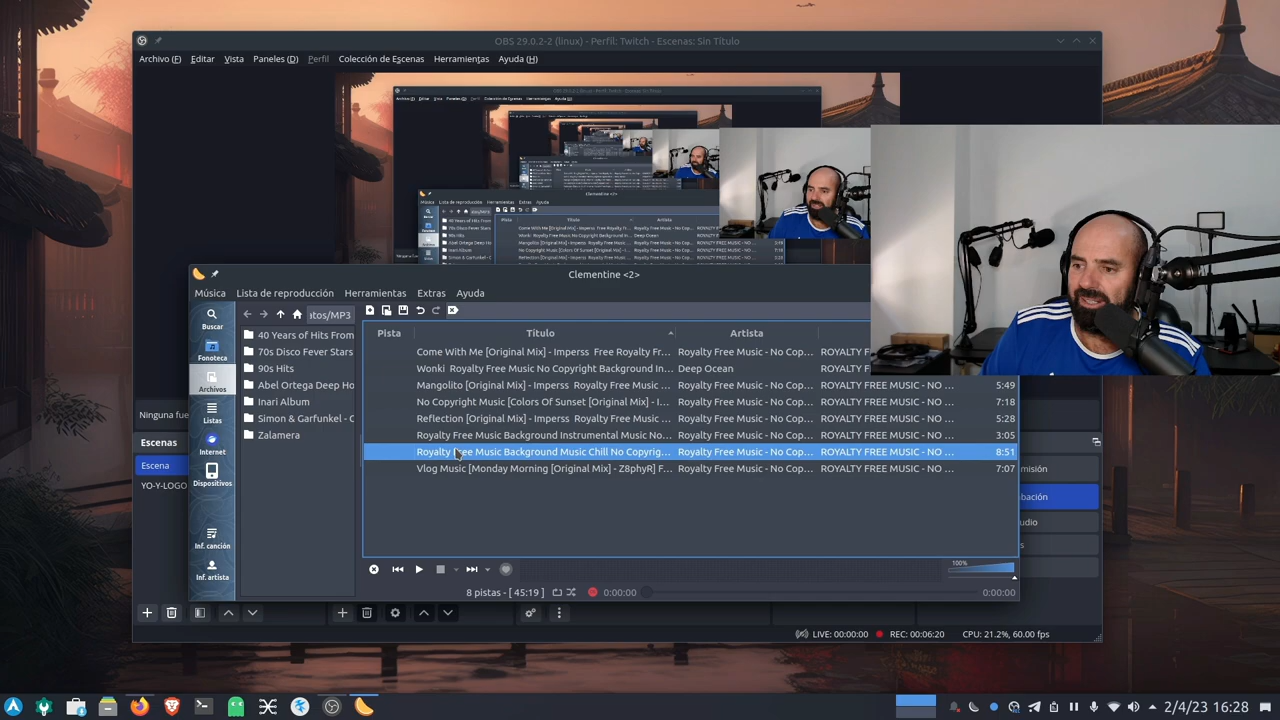 OBS 29.0.2-2 (linux) - Perfil: Twitch - Escenas: Sin Título
Archivo (F) Editar Vista Paneles (D) Perfil Colección de Escenas Herramientas Ayuda (H)
Clementine <2>
Música Lista de reproducción Herramientas Extras Ayuda
Buscar
Fonoteca
Archivos
Listas
Internet
Dispositivos
Inf. canción
Inf. artista
ıtos/MP3
40 Years of Hits From
70s Disco Fever Stars
90s Hits
Abel Ortega Deep Ho
Inari Album
Simon & Garfunkel - C
Zalamera
Pista Título Artista
Come With Me [Original Mix] - Imperss Free Royalty Fr... Royalty Free Music - No Cop... ROYALTY FREE MUSIC - NO ...
Wonki Royalty Free Music No Copyright Background In... Deep Ocean
Mangolito [Original Mix] - Imperss Royalty Free Music ... Royalty Free Music - No Cop... ROYALTY FREE MUSIC - NO ... 5:49
No Copyright Music [Colors Of Sunset [Original Mix] - I... Royalty Free Music - No Cop... ROYALTY FREE MUSIC - NO ... 7:18
Reflection [Original Mix] - Imperss Royalty Free Music ... Royalty Free Music - No Cop... ROYALTY FREE MUSIC - NO ... 5:28
Royalty Free Music Background Instrumental Music No... Royalty Free Music - No Cop... ROYALTY FREE MUSIC - NO ... 3:05
Royalty Free Music Background Music Chill No Copyrig... Royalty Free Music - No Cop... ROYALTY FREE MUSIC - NO ... 8:51
Vlog Music [Monday Morning [Original Mix] - Z8phyR] F... Royalty Free Music - No Cop... ROYALTY FREE MUSIC - NO ... 7:07
100%
8 pistas - [ 45:19 ] 0:00:00 0:00:00
Ninguna fue
Escenas
Escena
YO-Y-LOGO
misión
bación
udio
s
LIVE: 00:00:00 REC: 00:06:20 CPU: 21.2%, 60.00 fps
2/4/23 16:28